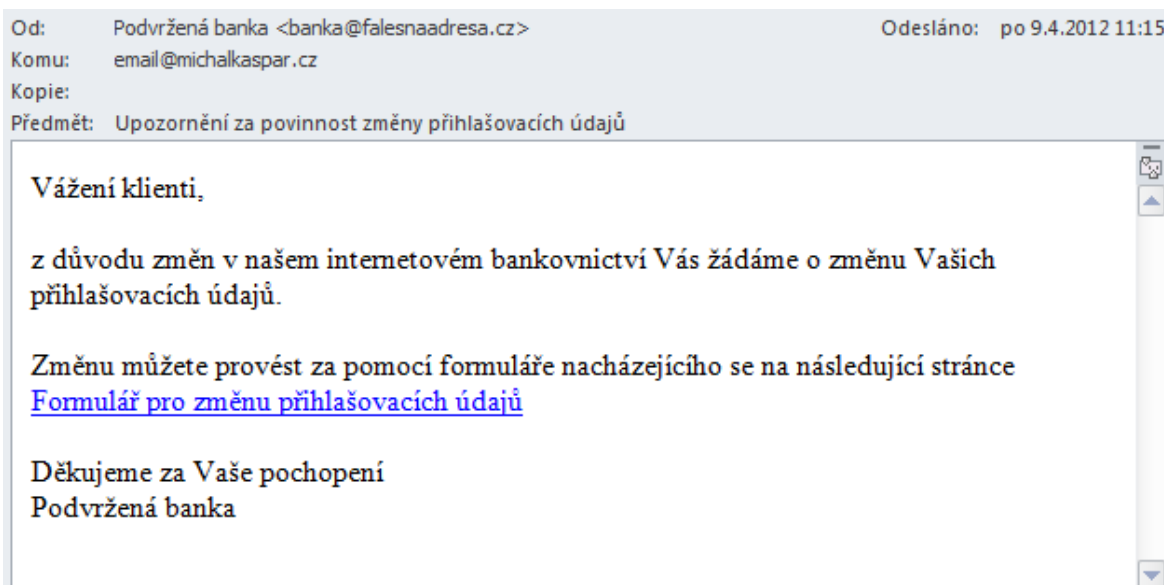 Od: Podvržená banka <banka@falesnaadresa.cz> Odesláno: po 9.4.2012 11:15
Komu: email@michalkaspar.cz
Kopie:
Předmět: Upozornění za povinnost změny přihlašovacích údajů
Vážení klienti,
z důvodu změn v našem internetovém bankovnictví Vás žádáme o změnu Vašich
přihlašovacích údajů.
Změnu můžete provést za pomocí formuláře nacházejícího se na následující stránce
Formulář pro změnu přihlašovacích údajů
Děkujeme za Vaše pochopení
Podvržená banka